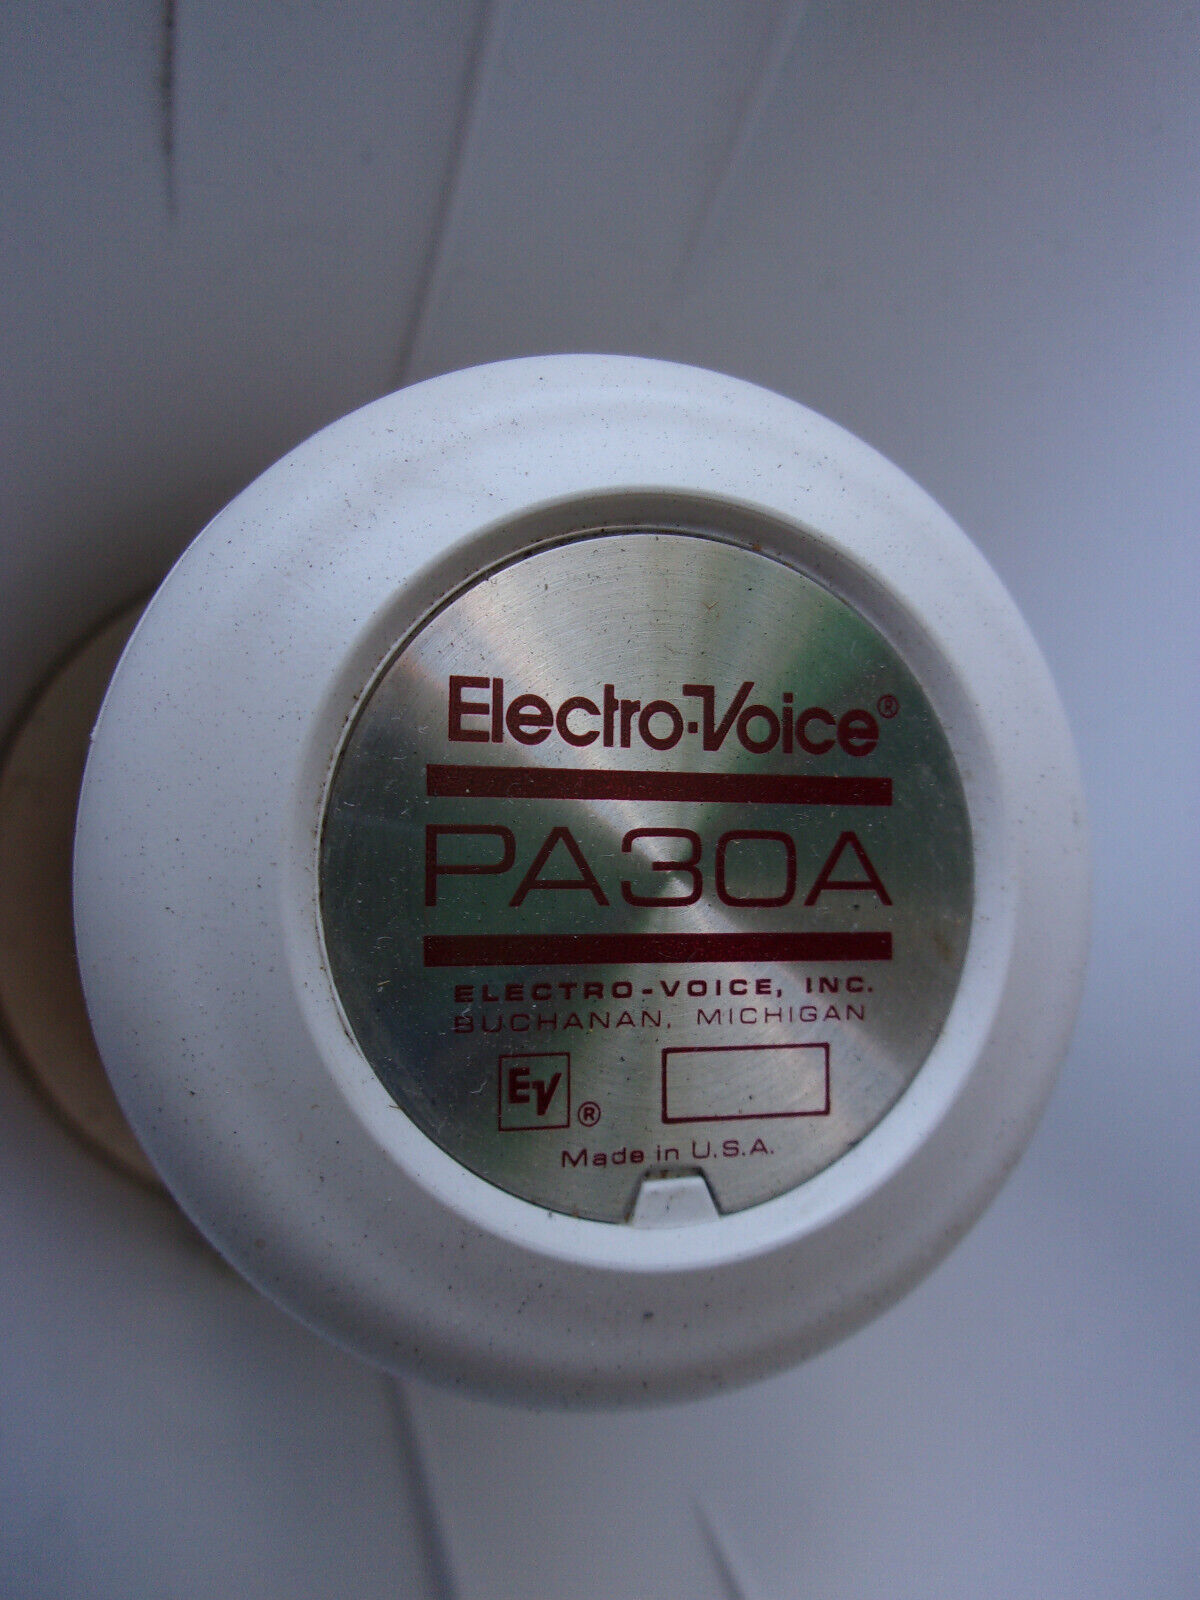 Electro-Voice®
PA30A
ELECTRO-VOICE, INC.
BUCHANAN, MICHIGAN
EV®
Made in U.S.A.